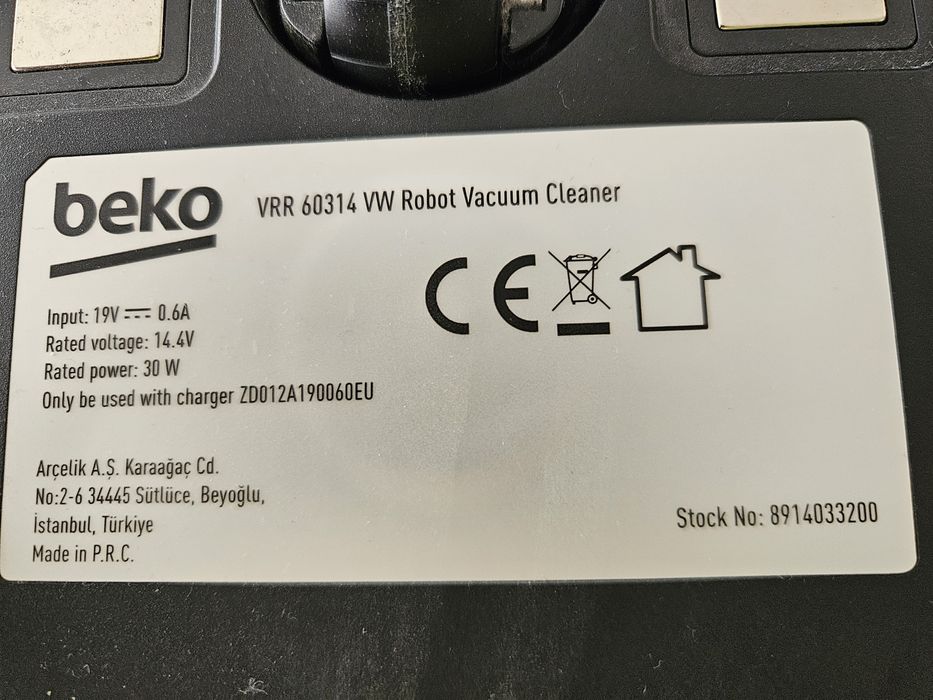 beko
VRR 60314 VW Robot Vacuum Cleaner
CE
Input: 19V 0.6A
Rated voltage: 14.4V
Rated power: 30 W
Only be used with charger ZD012A190060EU
Arçelik A.Ş. Karaağaç Cd.
No:2-6 34445 Sütlüce, Beyoğlu,
İstanbul, Türkiye
Made in P.R.C.
Stock No: 8914033200